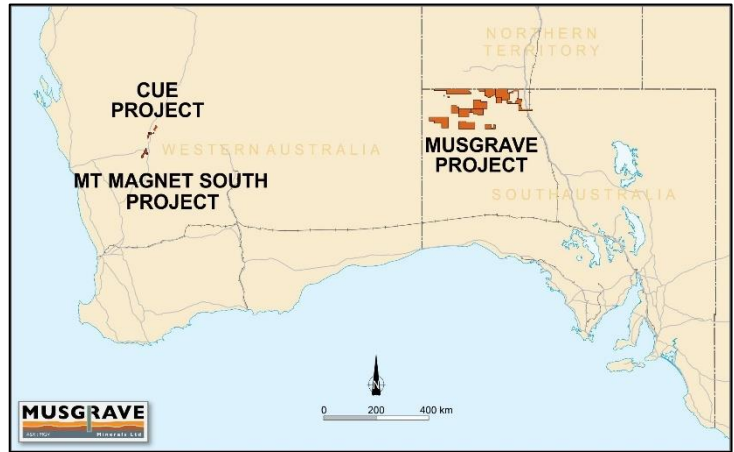 NORTHERN
TERRITORY
CUE
PROJECT
WESTERN AUSTRALIA
MUSGRAVE
PROJECT
MT MAGNET SOUTH
PROJECT
SOUTH AUSTRALIA
N
0 200 400 km
MUSGRAVE
Minerals Ltd